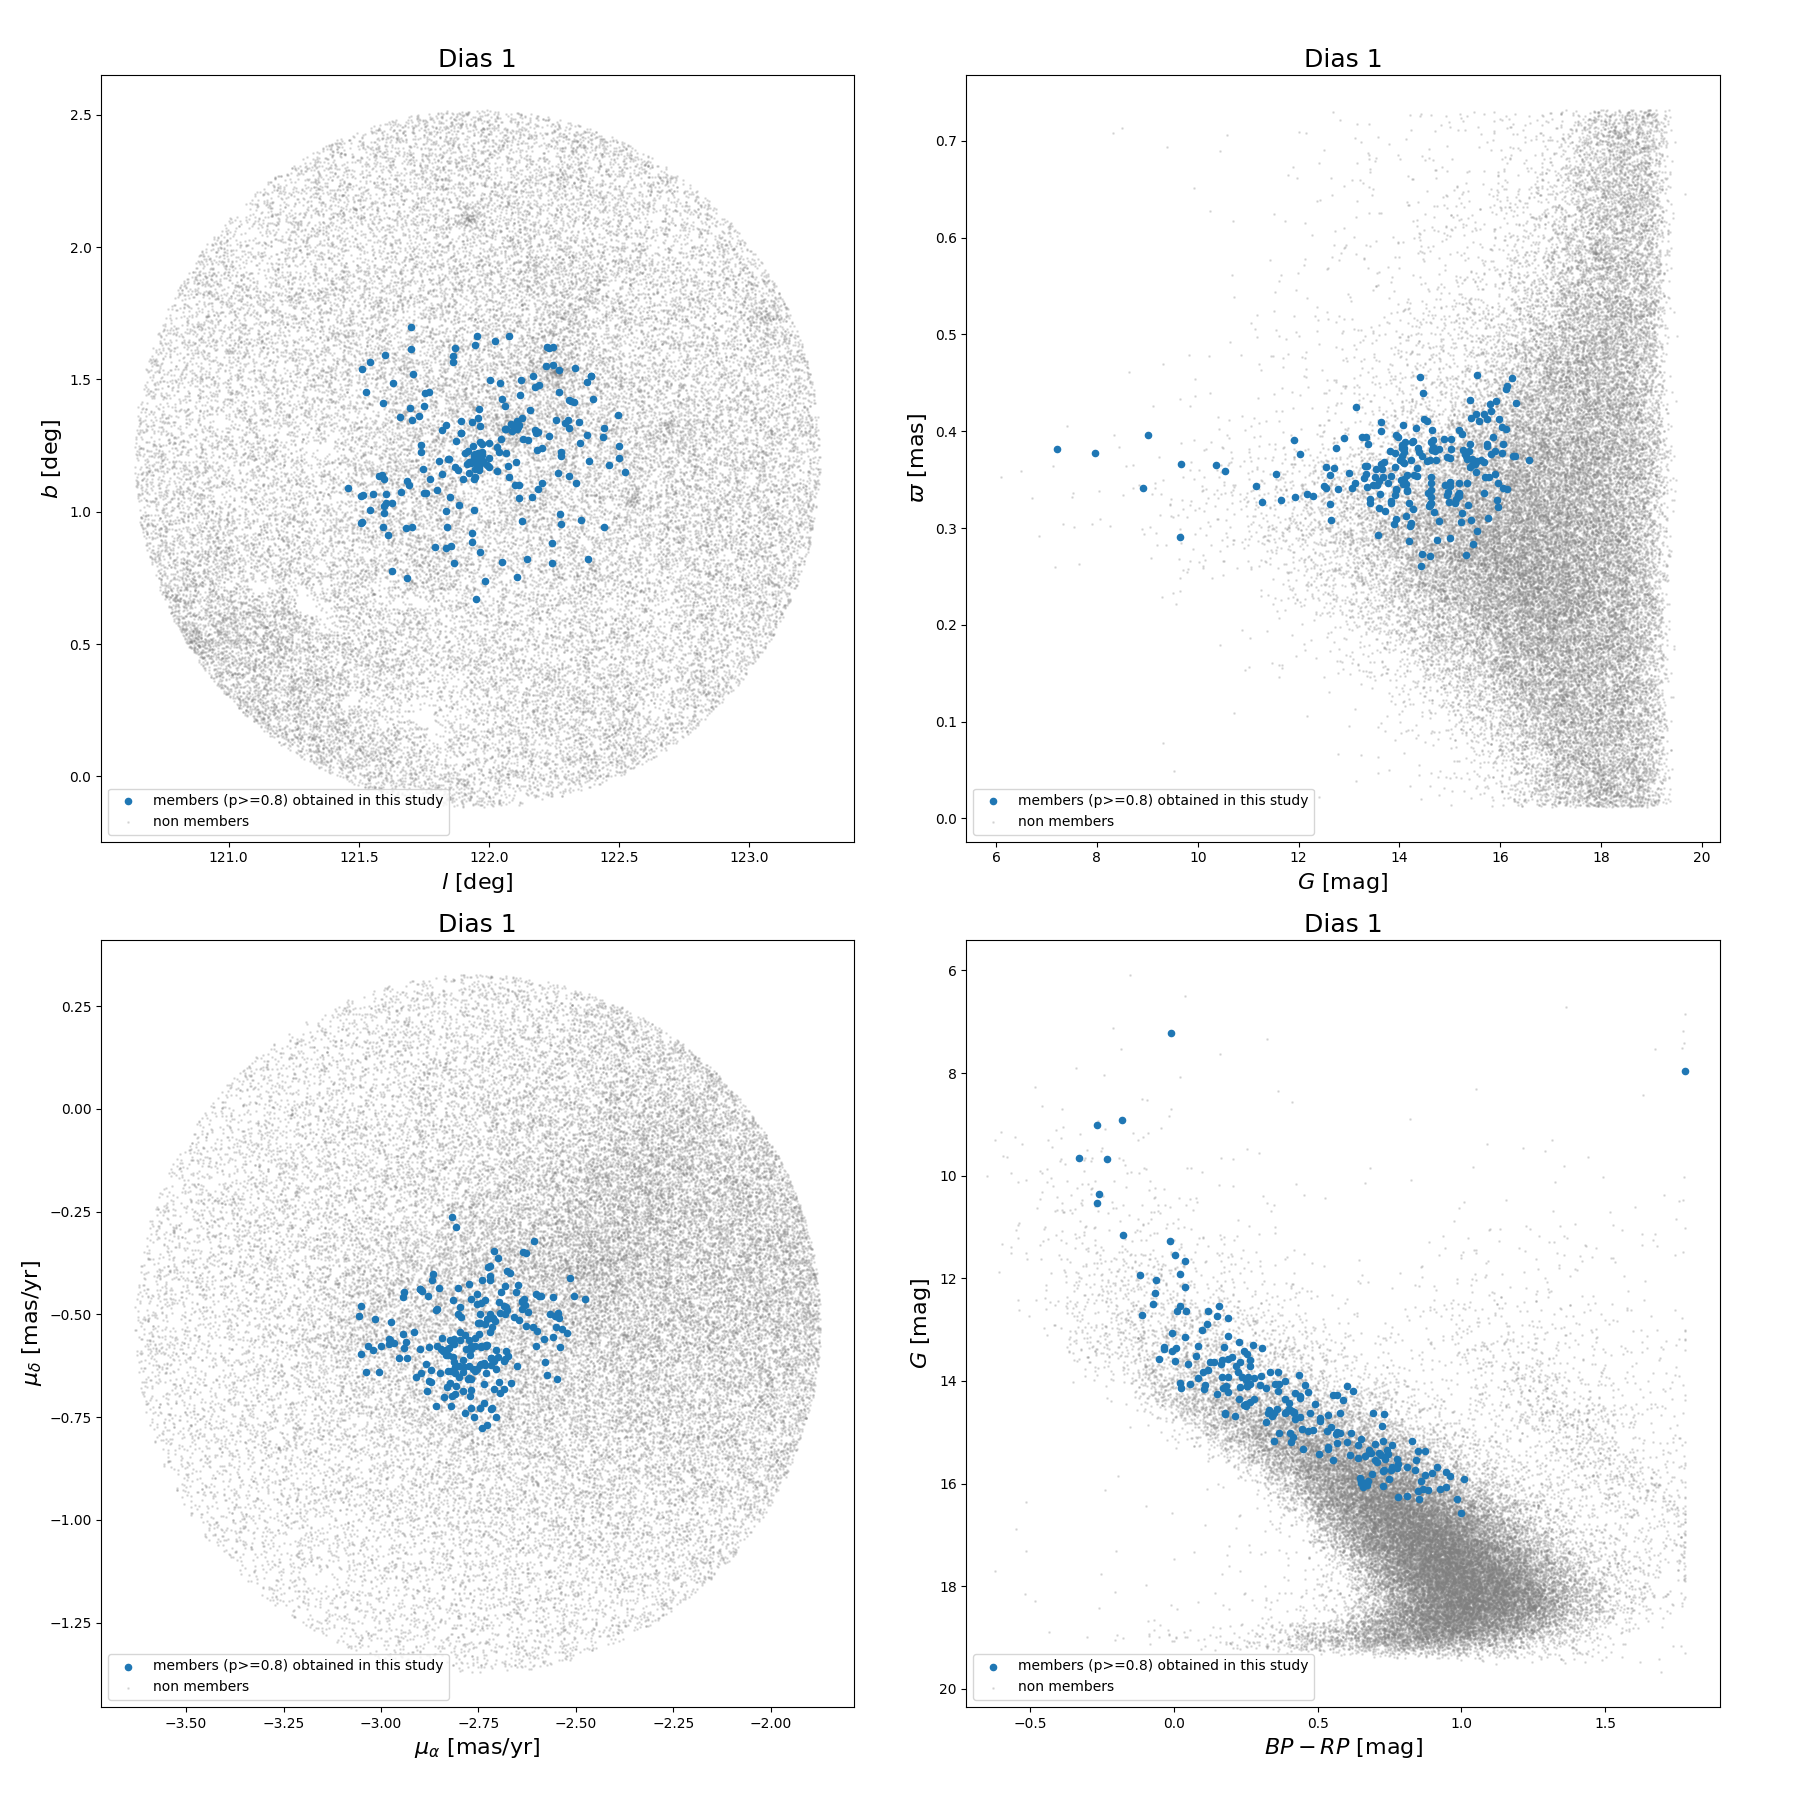 Dias 1
2.5
2.0
1.5
1.0
0.5
0.0
b [deg]
members (p>=0.8) obtained in this study
non members
121.0 121.5 122.0 122.5 123.0
l [deg]
Dias 1
0.7
0.6
0.5
0.4
0.3
0.2
0.1
0.0
ϖ [mas]
members (p>=0.8) obtained in this study
non members
6 8 10 12 14 16 18 20
G [mag]
Dias 1
0.25
0.00
−0.25
−0.50
−0.75
−1.00
−1.25
μδ [mas/yr]
members (p>=0.8) obtained in this study
non members
−3.50 −3.25 −3.00 −2.75 −2.50 −2.25 −2.00
μα [mas/yr]
Dias 1
6
8
10
12
14
16
18
20
G [mag]
members (p>=0.8) obtained in this study
non members
−0.5 0.0 0.5 1.0 1.5
BP − RP [mag]